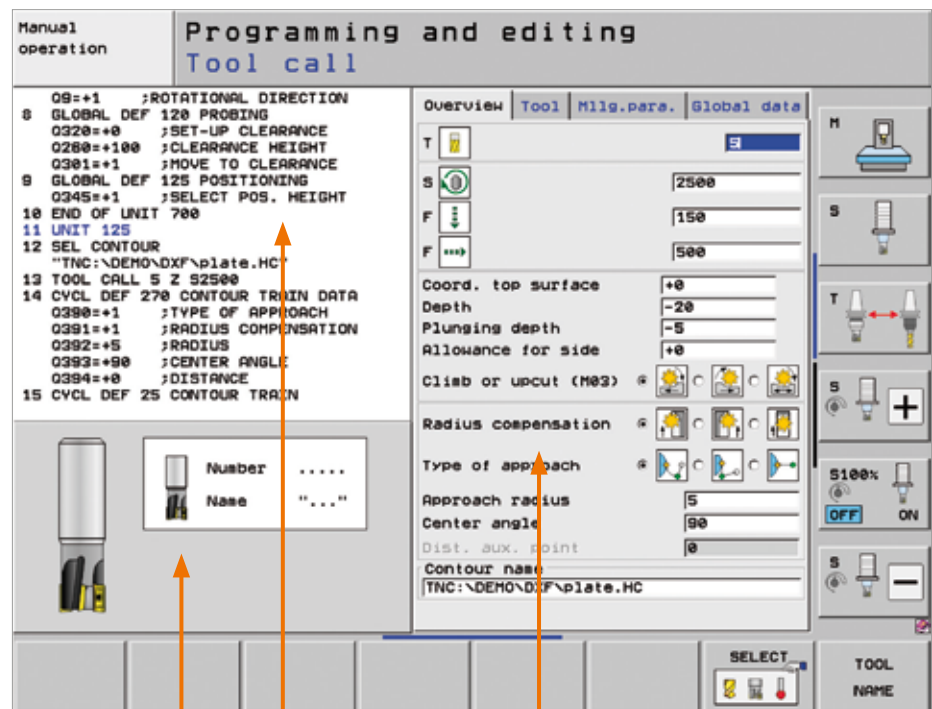 Manual
operation
Programming and editing
Tool call
Q9=+1 ;ROTATIONAL DIRECTION
8 GLOBAL DEF 120 PROBING
Q320=+0 ;SET-UP CLEARANCE
Q260=+100 ;CLEARANCE HEIGHT
Q301=+1 ;MOVE TO CLEARANCE
9 GLOBAL DEF 125 POSITIONING
Q345=+1 ;SELECT POS. HEIGHT
10 END OF UNIT 700
11 UNIT 125
12 SEL CONTOUR
"TNC:\DEMO\DXF\plate.HC"
13 TOOL CALL 5 Z S2500
14 CYCL DEF 270 CONTOUR TRAIN DATA
Q390=+1 ;TYPE OF APPROACH
Q391=+1 ;RADIUS COMPENSATION
Q392=+5 ;RADIUS
Q393=+90 ;CENTER ANGLE
Q394=+0 ;DISTANCE
15 CYCL DEF 25 CONTOUR TRAIN
Number .....
Name "..."
Overview Tool Mllg.para. Global data
T 5
S 2500
F 150
F 500
Coord. top surface +0
Depth -20
Plunging depth -5
Allowance for side +0
Climb or upcut (M03)
Radius compensation
Type of approach
Approach radius 5
Center angle 90
Dist. aux. point 0
Contour name
TNC:\DEMO\DXF\plate.HC
M
S
T
S
+
S100%
OFF ON
S
−
SELECT
TOOL
NAME